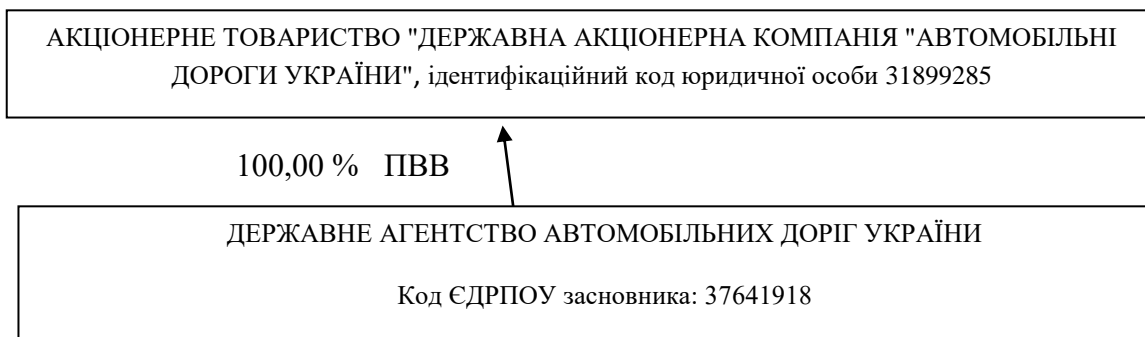 АКЦІОНЕРНЕ ТОВАРИСТВО "ДЕРЖАВНА АКЦІОНЕРНА КОМПАНІЯ "АВТОМОБІЛЬНІ
ДОРОГИ УКРАЇНИ", ідентифікаційний код юридичної особи 31899285
100,00 % ПВВ
ДЕРЖАВНЕ АГЕНТСТВО АВТОМОБІЛЬНИХ ДОРІГ УКРАЇНИ
Код ЄДРПОУ засновника: 37641918